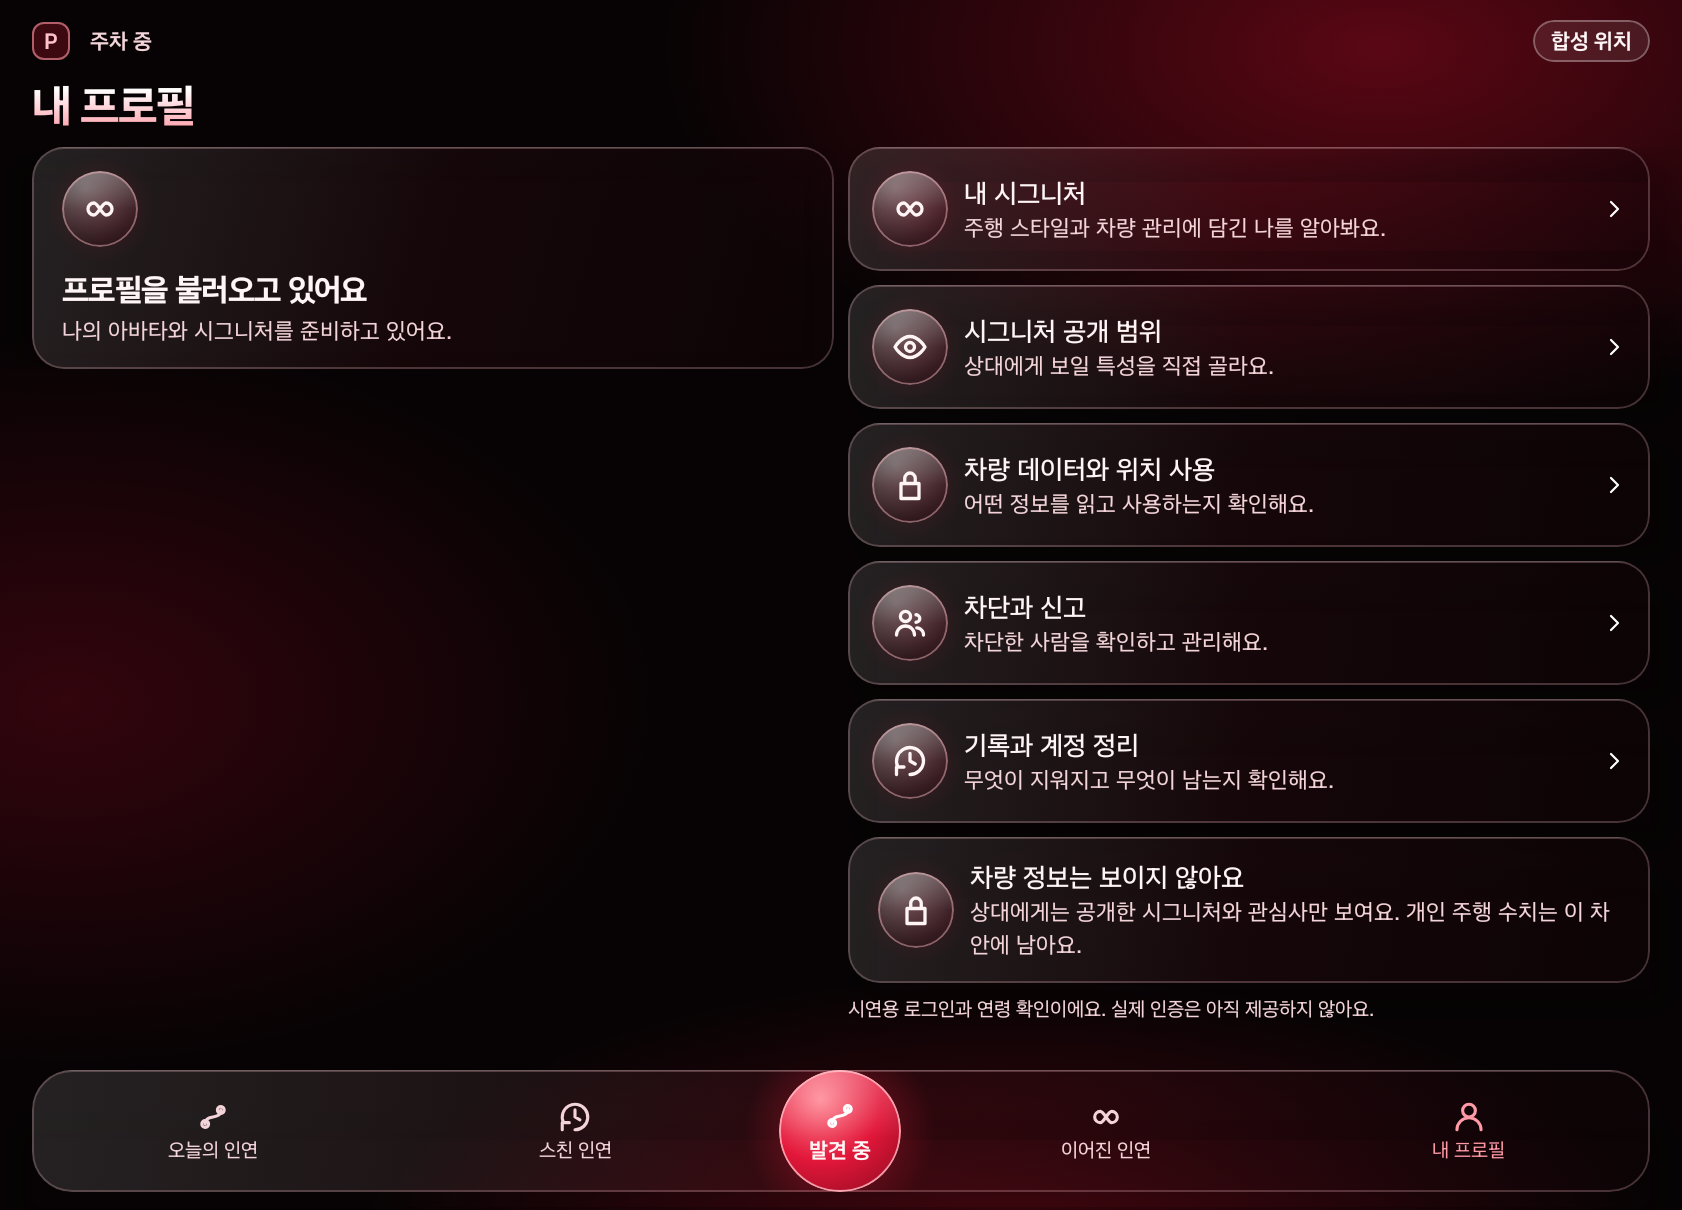 P 주차 중
합성 위치
내 프로필
프로필을 불러오고 있어요
나의 아바타와 시그니처를 준비하고 있어요.
내 시그니처
주행 스타일과 차량 관리에 담긴 나를 알아봐요.
시그니처 공개 범위
상대에게 보일 특성을 직접 골라요.
차량 데이터와 위치 사용
어떤 정보를 읽고 사용하는지 확인해요.
차단과 신고
차단한 사람을 확인하고 관리해요.
기록과 계정 정리
무엇이 지워지고 무엇이 남는지 확인해요.
차량 정보는 보이지 않아요
상대에게는 공개한 시그니처와 관심사만 보여요. 개인 주행 수치는 이 차
안에 남아요.
시연용 로그인과 연령 확인이에요. 실제 인증은 아직 제공하지 않아요.
오늘의 인연
스친 인연
발견 중
이어진 인연
내 프로필